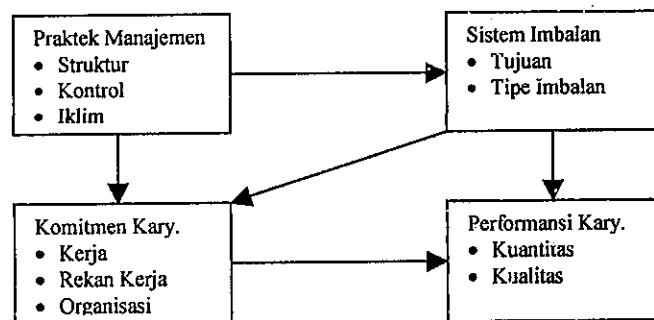 Praktek Manajemen
• Struktur
• Kontrol
• Iklim
Sistem Imbalan
• Tujuan
• Tipe Imbalan
Komitmen Kary.
• Kerja
• Rekan Kerja
• Organisasi
Performansi Kary.
• Kuantitas
• Kualitas